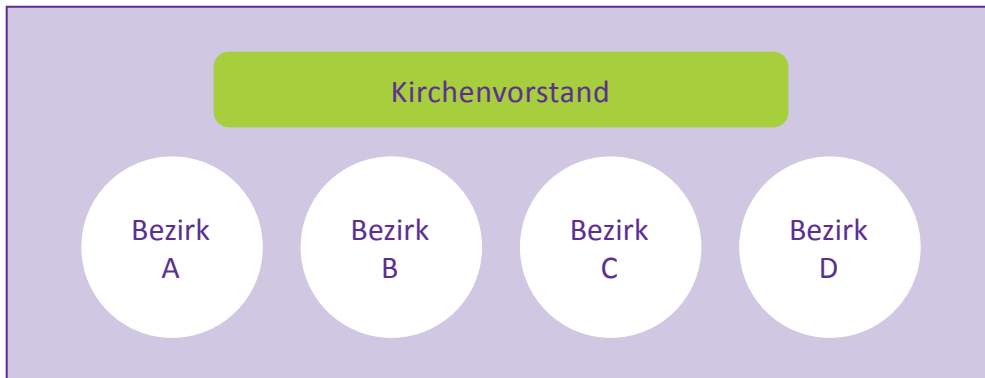 Kirchenvorstand
Bezirk
A
Bezirk
B
Bezirk
C
Bezirk
D